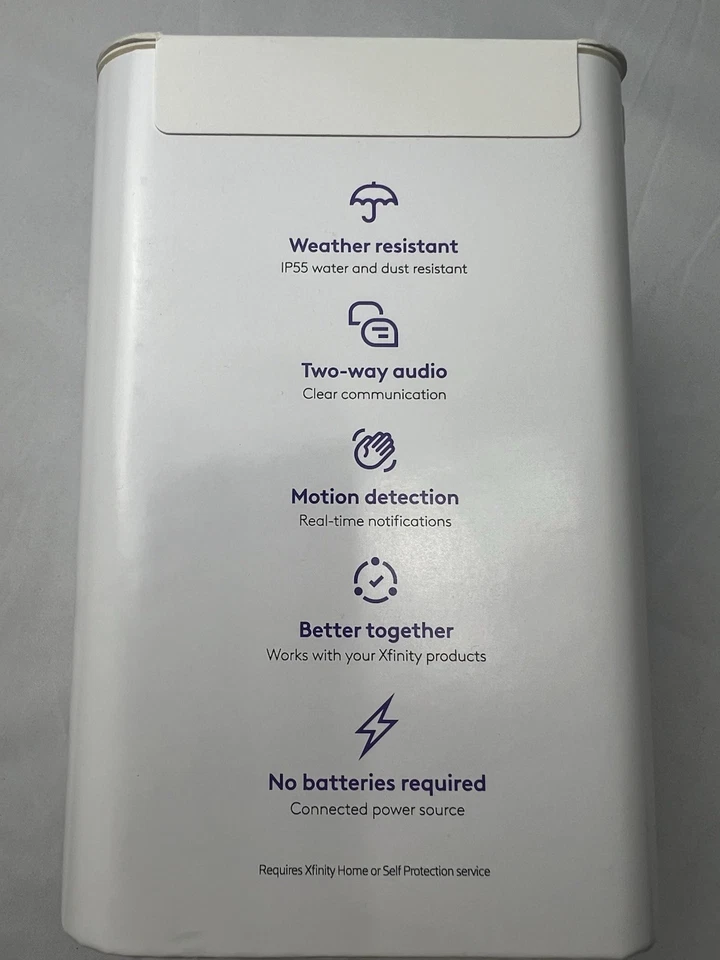 Weather resistant
IP55 water and dust resistant
Two-way audio
Clear communication
Motion detection
Real-time notifications
Better together
Works with your Xfinity products
No batteries required
Connected power source
Requires Xfinity Home or Self Protection service